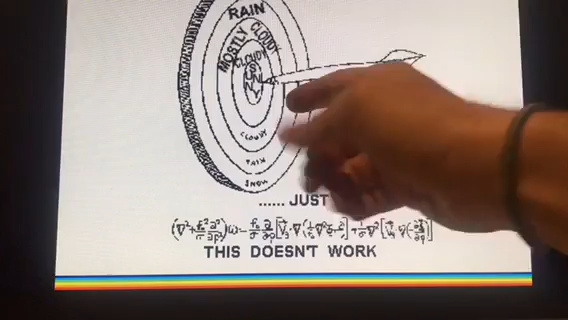 RAIN
MOSTLY CLOUDY
CLOUDY
SUNNY
CLOUDY
RAIN
SNOW
...... JUST
THIS DOESN'T WORK